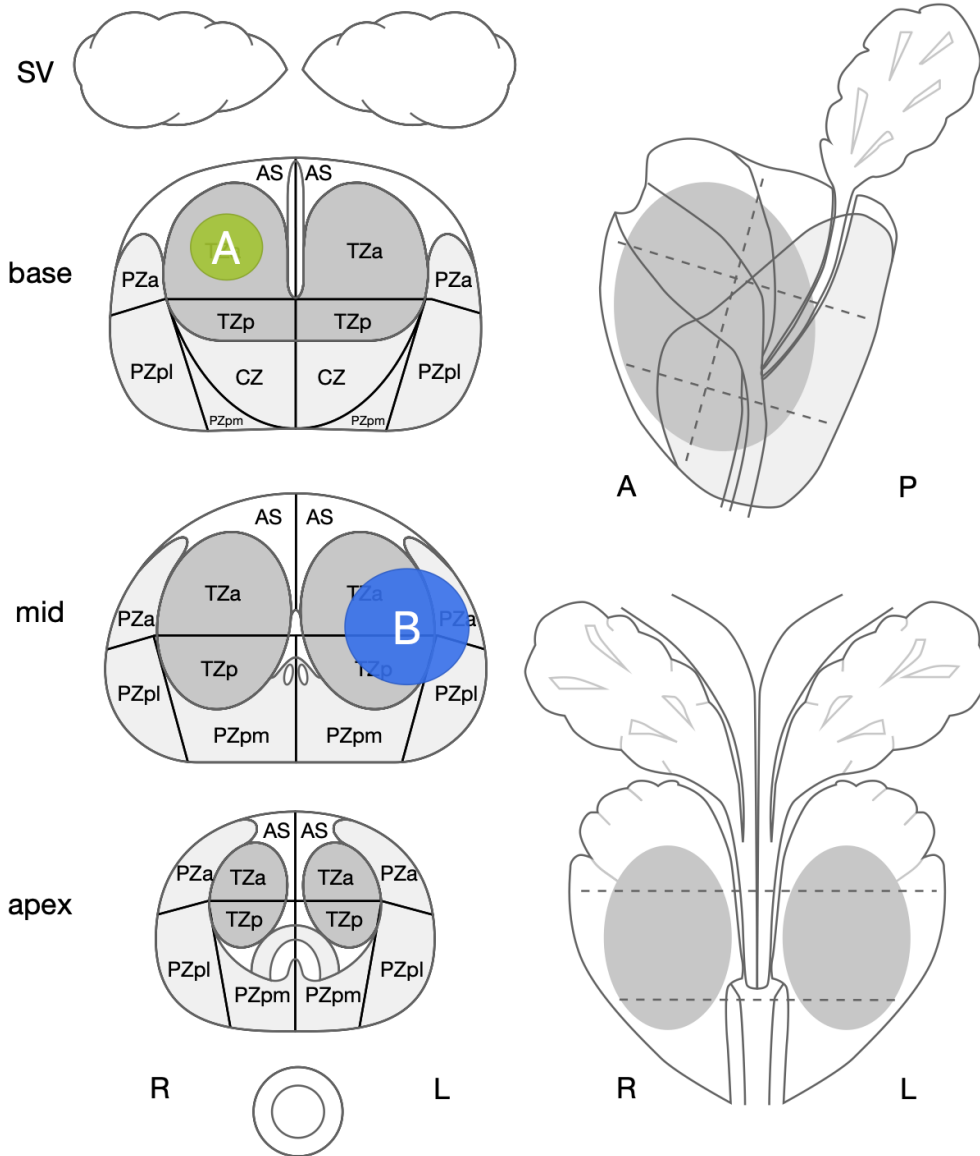 SV
base
AS AS
A
TZa
PZa PZa
TZp TZp
PZpl CZ CZ PZpl
PZpm PZpm
A P
mid
AS AS
TZa TZa
B
PZa PZa
TZp TZp
PZpl PZpl
PZpm PZpm
apex
AS AS
PZa TZa TZa PZa
TZp TZp
PZpl PZpl
PZpm PZpm
R L
R L